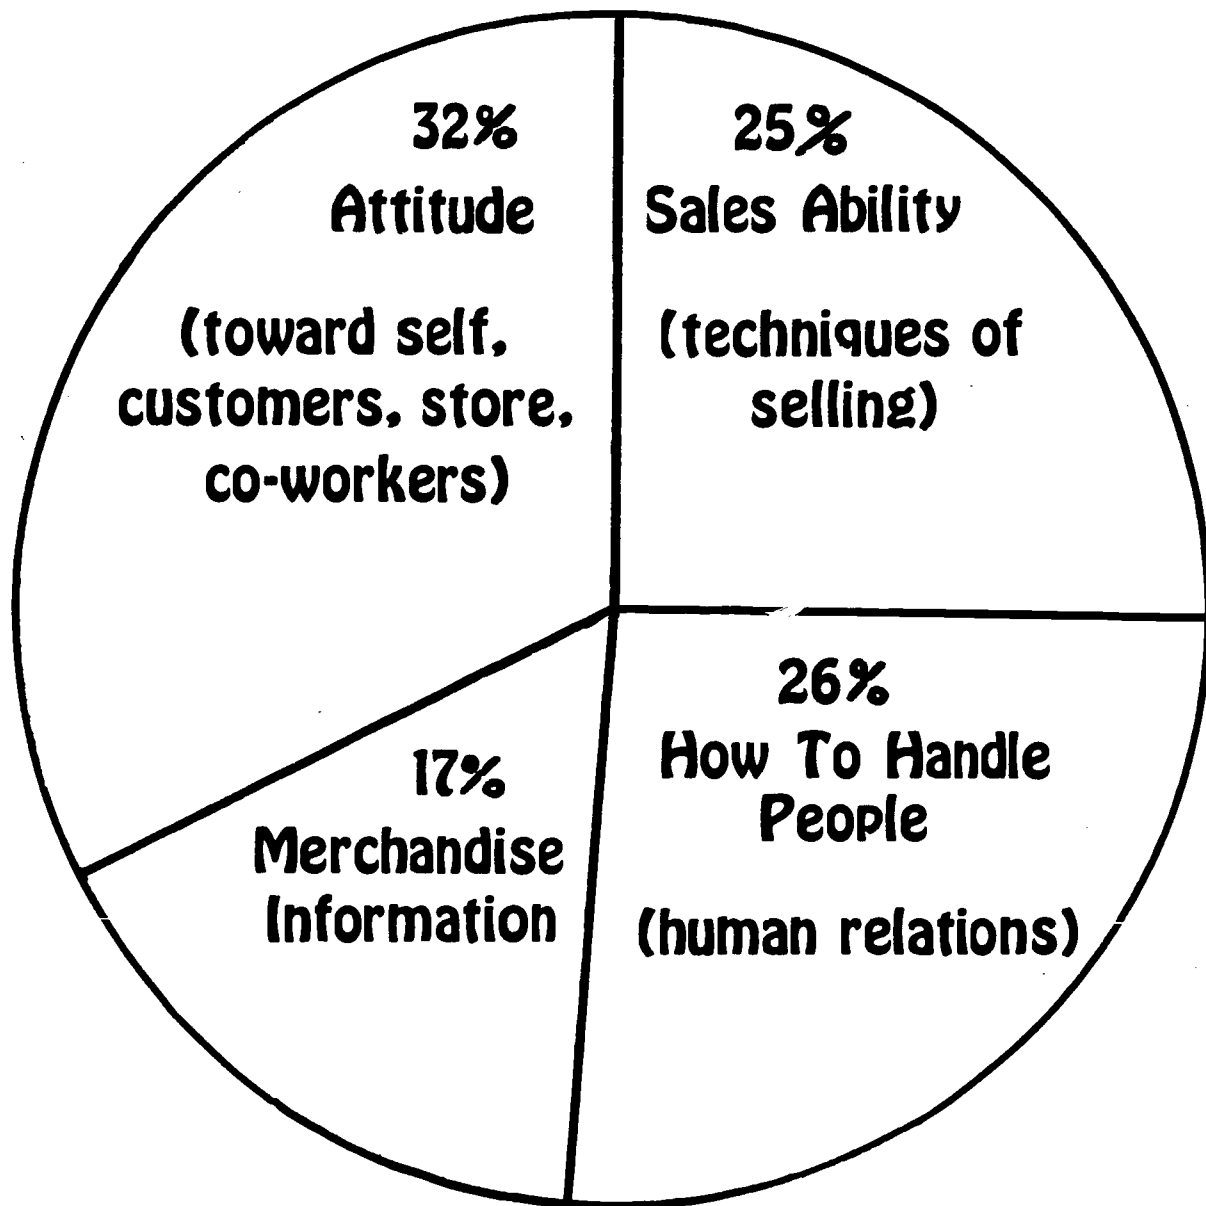 32%
Attitude
(toward self,
customers, store,
co-workers)
25%
Sales Ability
(techniques of
selling)
26%
How To Handle
People
(human relations)
17%
Merchandise
Information